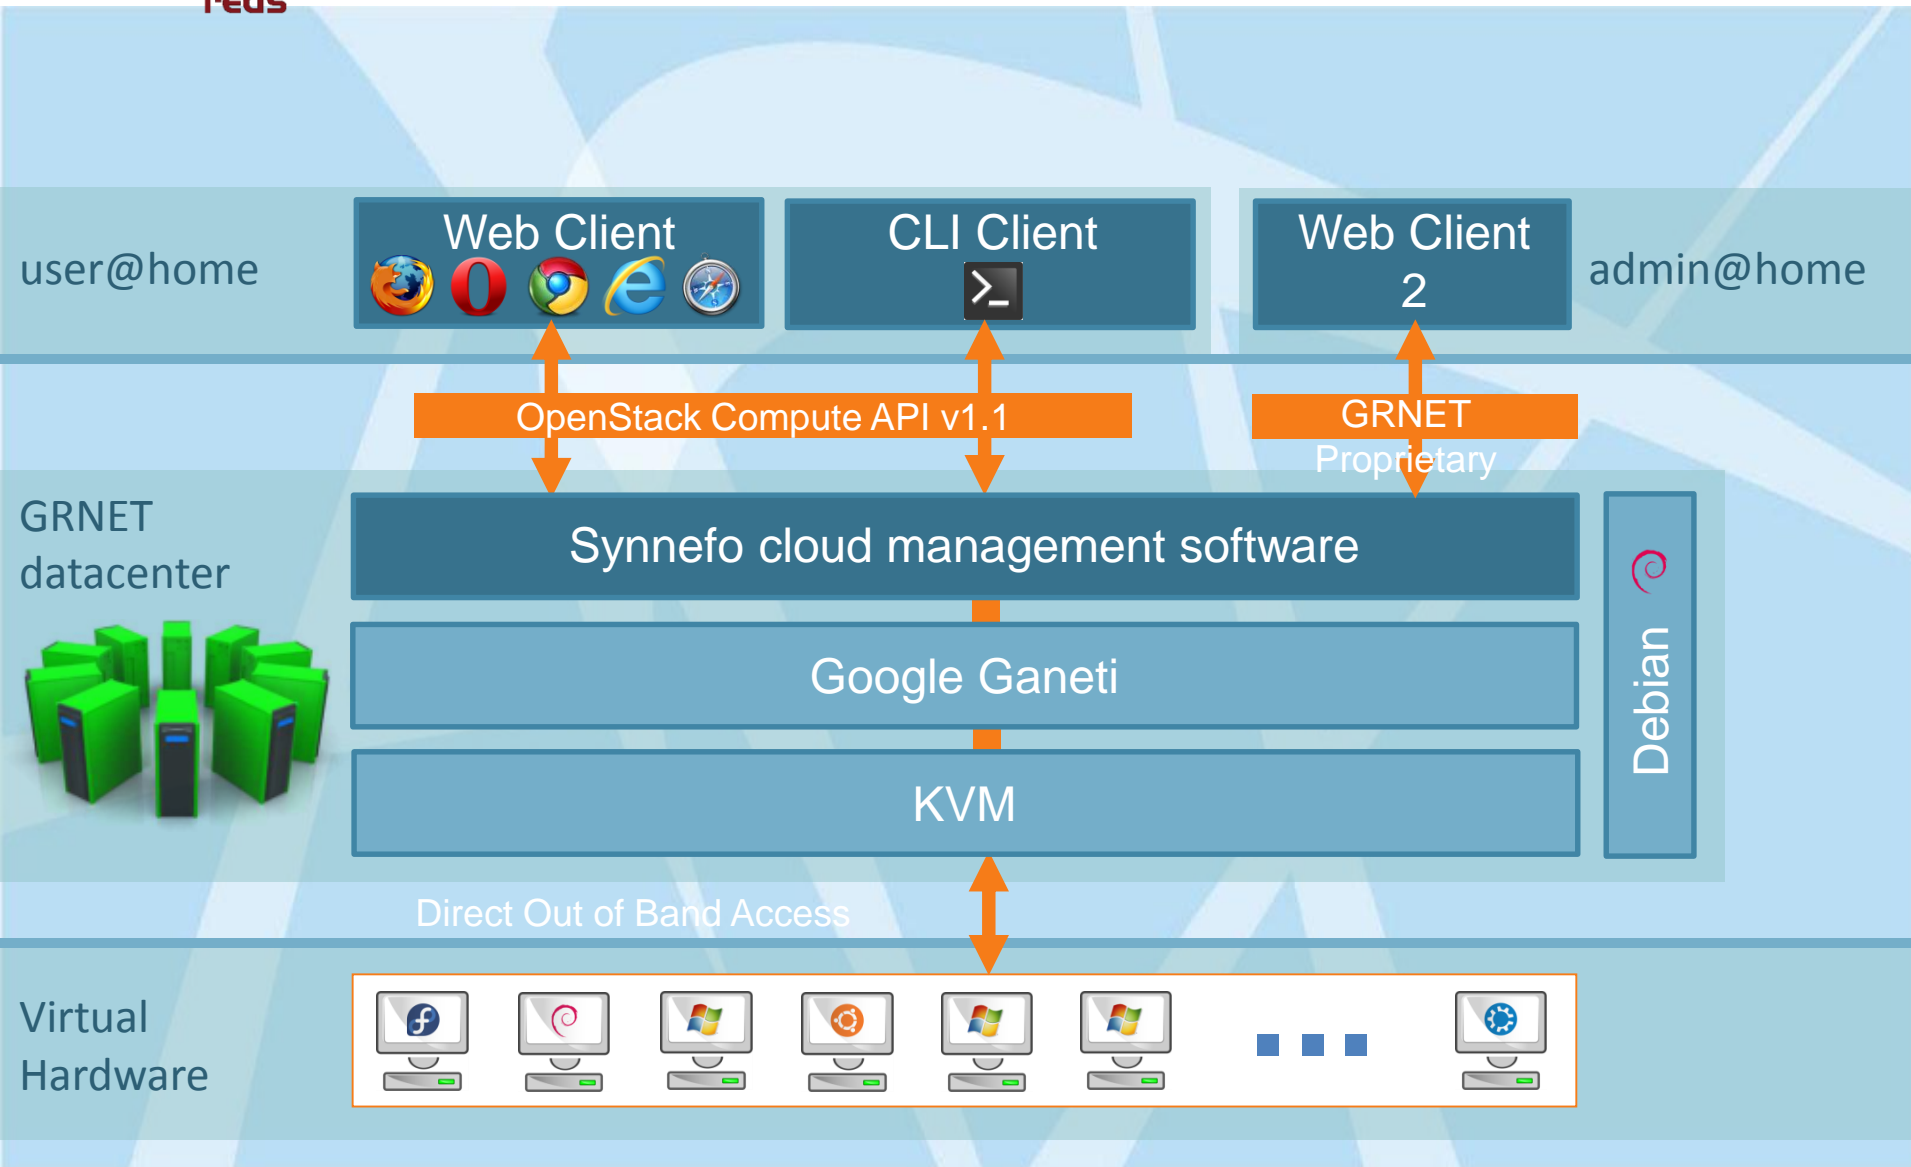 user@home
Web Client
CLI Client
Web Client
2
admin@home
OpenStack Compute API v1.1
GRNET
Proprietary
GRNET
datacenter
Synnefo cloud management software
Google Ganeti
KVM
Debian
Direct Out of Band Access
Virtual
Hardware